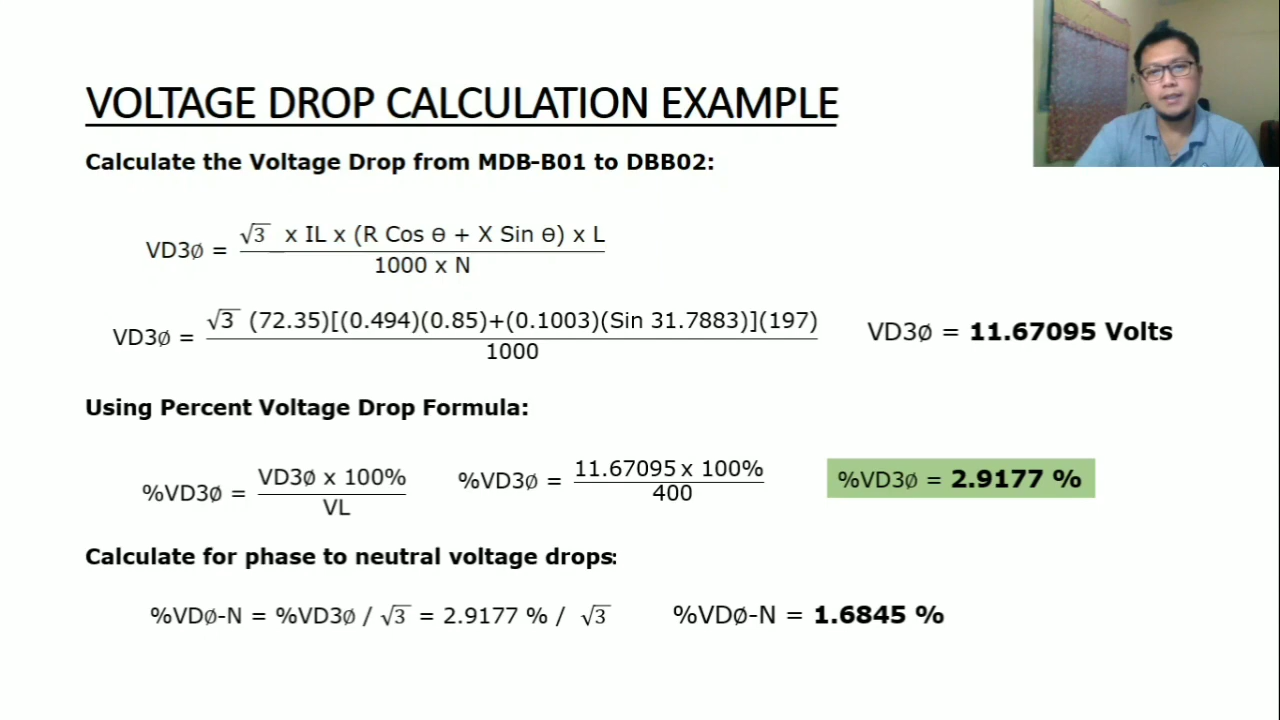 VOLTAGE DROP CALCULATION EXAMPLE
Calculate the Voltage Drop from MDB-B01 to DBB02:
VD3ø = √3 x IL x (R Cos ɵ + X Sin ɵ) x L
1000 x N
VD3ø = √3 (72.35)[(0.494)(0.85)+(0.1003)(Sin 31.7883)](197)
1000
VD3ø = 11.67095 Volts
Using Percent Voltage Drop Formula:
%VD3ø = VD3ø x 100%
VL
%VD3ø = 11.67095 x 100%
400
%VD3ø = 2.9177 %
Calculate for phase to neutral voltage drops:
%VDø-N = %VD3ø / √3 = 2.9177 % / √3
%VDø-N = 1.6845 %